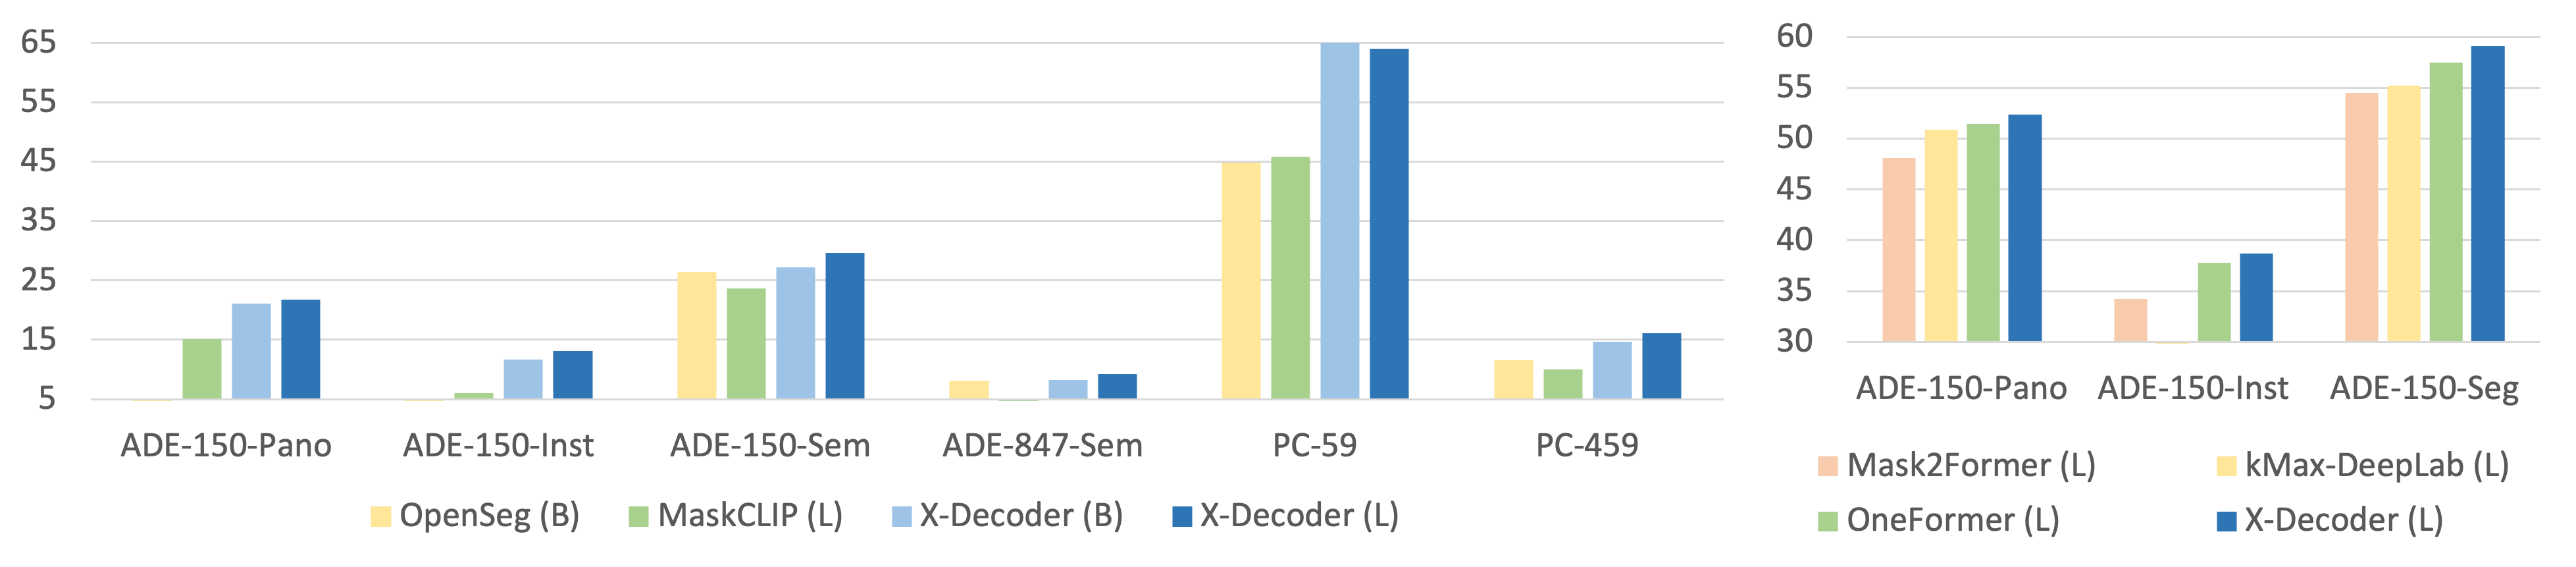 65
55
45
35
25
15
5
ADE-150-Pano ADE-150-Inst ADE-150-Sem ADE-847-Sem PC-59 PC-459
OpenSeg (B) MaskCLIP (L) X-Decoder (B) X-Decoder (L)
60
55
50
45
40
35
30
ADE-150-Pano ADE-150-Inst ADE-150-Seg
Mask2Former (L) kMax-DeepLab (L)
OneFormer (L) X-Decoder (L)